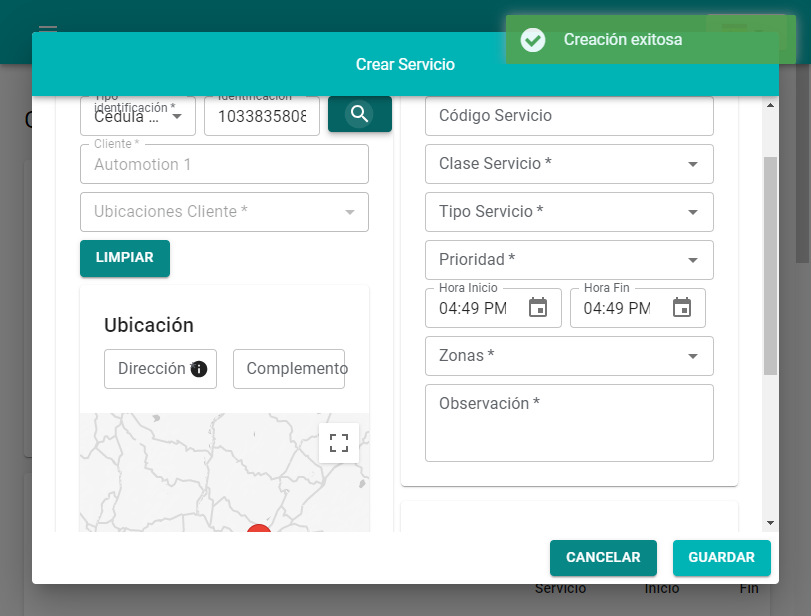 Creación exitosa
Crear Servicio
Tipo
identificación *
Cédula ...
Identificación
1033835808
Cliente *
Automotion 1
Ubicaciones Cliente *
LIMPIAR
Ubicación
Dirección
Complemento
Código Servicio
Clase Servicio *
Tipo Servicio *
Prioridad *
Hora Inicio
04:49 PM
Hora Fin
04:49 PM
Zonas *
Observación *
CANCELAR
GUARDAR
Servicio
Inicio
Fin